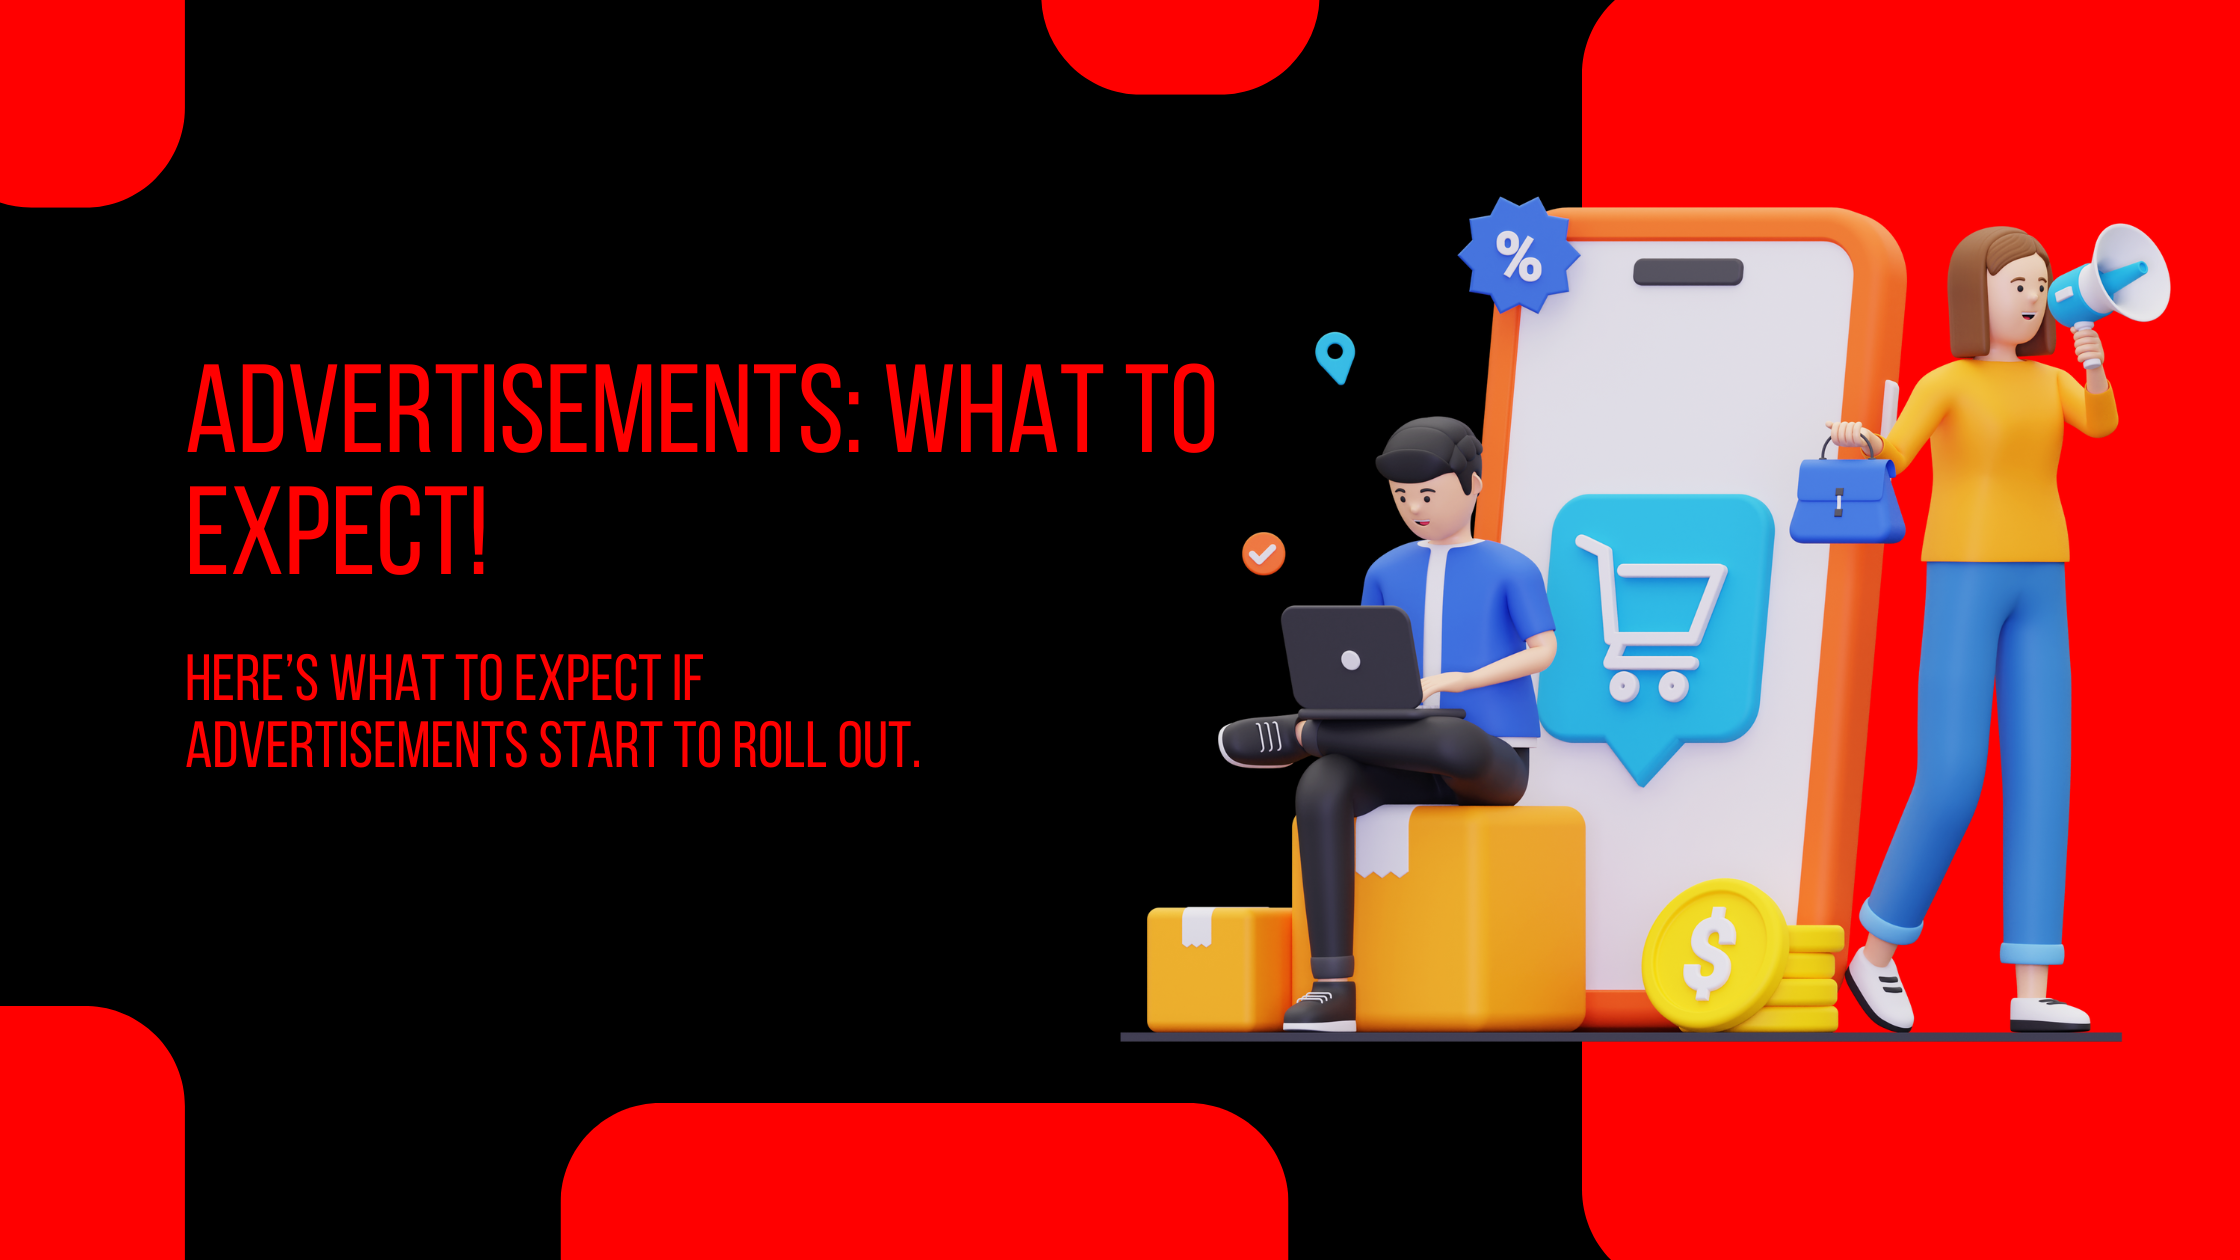 ADVERTISEMENTS: WHAT TO
EXPECT!
HERE’S WHAT TO EXPECT IF
ADVERTISEMENTS START TO ROLL OUT.
%
$